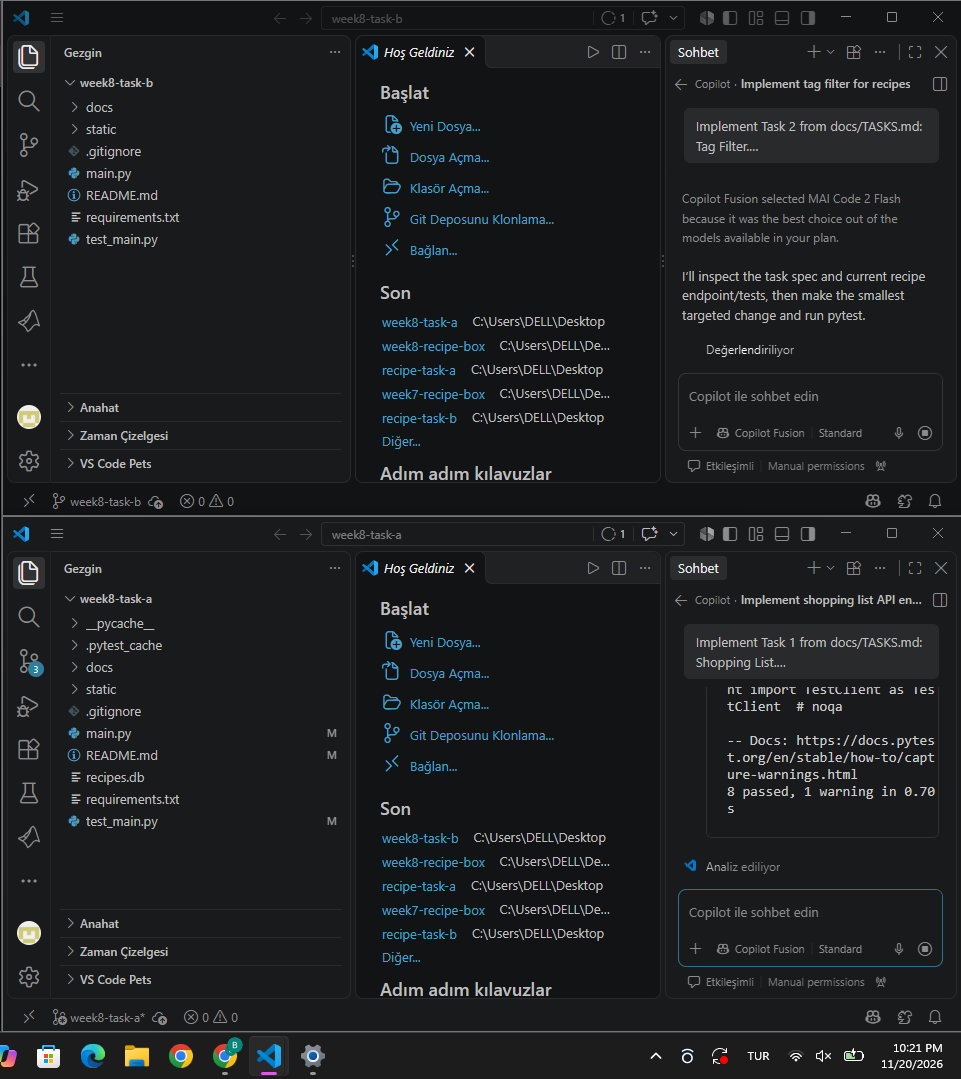 week8-task-b
1
Gezgin
week8-task-b
docs
static
.gitignore
main.py
README.md
requirements.txt
test_main.py
Anahat
Zaman Çizelgesi
VS Code Pets
Hoş Geldiniz
Başlat
Yeni Dosya...
Dosya Açma...
Klasör Açma...
Git Deposunu Klonlama...
Bağlan...
Son
week8-task-a C:\Users\DELL\Desktop
week8-recipe-box C:\Users\DELL\De...
recipe-task-a C:\Users\DELL\Desktop
week7-recipe-box C:\Users\DELL\De...
recipe-task-b C:\Users\DELL\Desktop
Diğer...
Adım adım kılavuzlar
Sohbet
Copilot · Implement tag filter for recipes
Implement Task 2 from docs/TASKS.md:
Tag Filter....
Copilot Fusion selected MAI Code 2 Flash
because it was the best choice out of the
models available in your plan.
I'll inspect the task spec and current recipe
endpoint/tests, then make the smallest
targeted change and run pytest.
Değerlendiriliyor
Copilot ile sohbet edin
Copilot Fusion Standard
Etkileşimli Manual permissions
week8-task-b 0 0
week8-task-a
1
Gezgin
week8-task-a
__pycache__
.pytest_cache
docs
static
.gitignore
main.py M
README.md M
recipes.db
requirements.txt
test_main.py M
3
Anahat
Zaman Çizelgesi
VS Code Pets
Hoş Geldiniz
Başlat
Yeni Dosya...
Dosya Açma...
Klasör Açma...
Git Deposunu Klonlama...
Bağlan...
Son
week8-task-b C:\Users\DELL\Desktop
week8-recipe-box C:\Users\DELL\De...
recipe-task-a C:\Users\DELL\Desktop
week7-recipe-box C:\Users\DELL\De...
recipe-task-b C:\Users\DELL\Desktop
Diğer...
Adım adım kılavuzlar
Sohbet
Copilot · Implement shopping list API en...
Implement Task 1 from docs/TASKS.md:
Shopping List....
nt import TestClient as Tes
tClient # noqa
-- Docs: https://docs.pytes
t.org/en/stable/how-to/capt
ure-warnings.html
8 passed, 1 warning in 0.70
s
Analiz ediliyor
Copilot ile sohbet edin
Copilot Fusion Standard
Etkileşimli Manual permissions
week8-task-a* 0 0
B
TUR
10:21 PM
11/20/2026